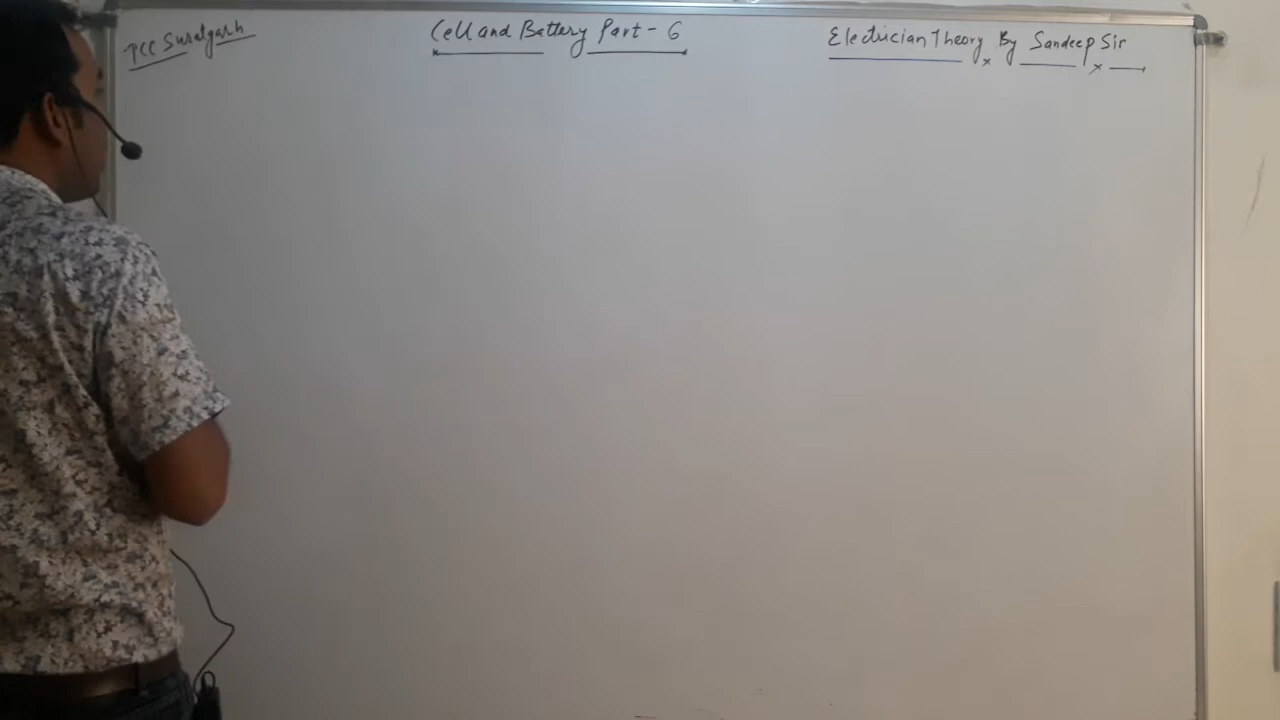 PCC Suratgarh
Cell and Battery Part - 6
Electrician Theory By Sandeep Sir